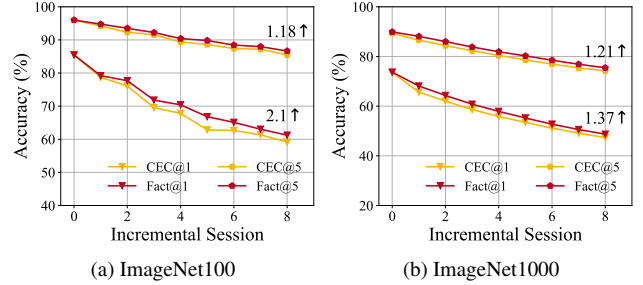 Accuracy (%)
100
90
80
70
60
50
40
0
2
4
6
8
1.18↑
2.1↑
CEC@1
CEC@5
Fact@1
Fact@5
Incremental Session
(a) ImageNet100
Accuracy (%)
100
80
60
40
20
0
2
4
6
8
1.21↑
1.37↑
CEC@1
CEC@5
Fact@1
Fact@5
Incremental Session
(b) ImageNet1000